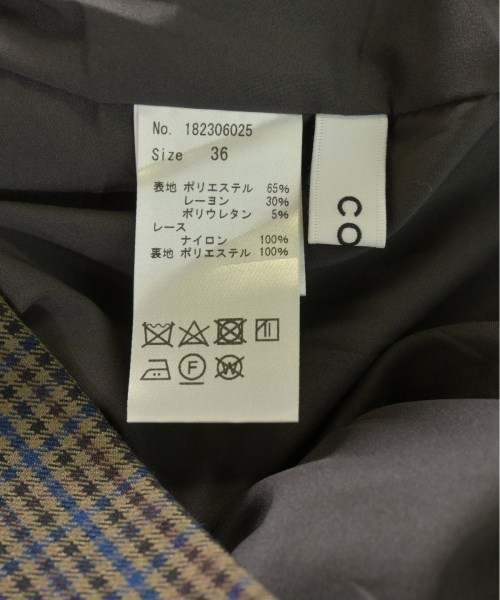 No. 182306025
Size 36
表地 ポリエステル 65%
レーヨン 30%
ポリウレタン 5%
レース
ナイロン 100%
裏地 ポリエステル 100%
F
W
CO